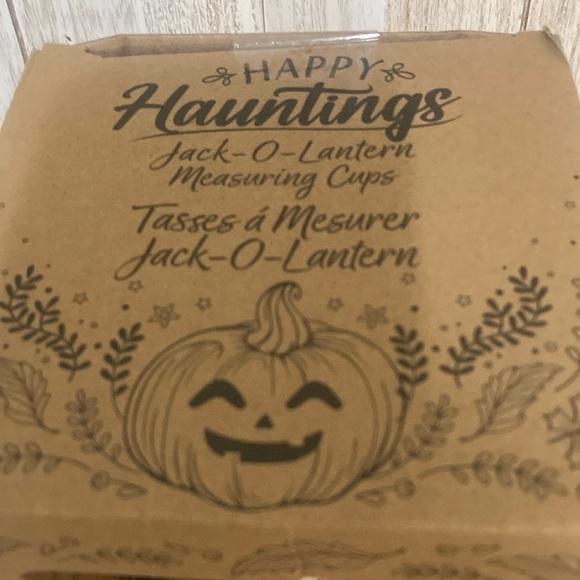 HAPPY
Hauntings
Jack-O-Lantern
Measuring Cups
Tasses á Mesurer
Jack-O-Lantern